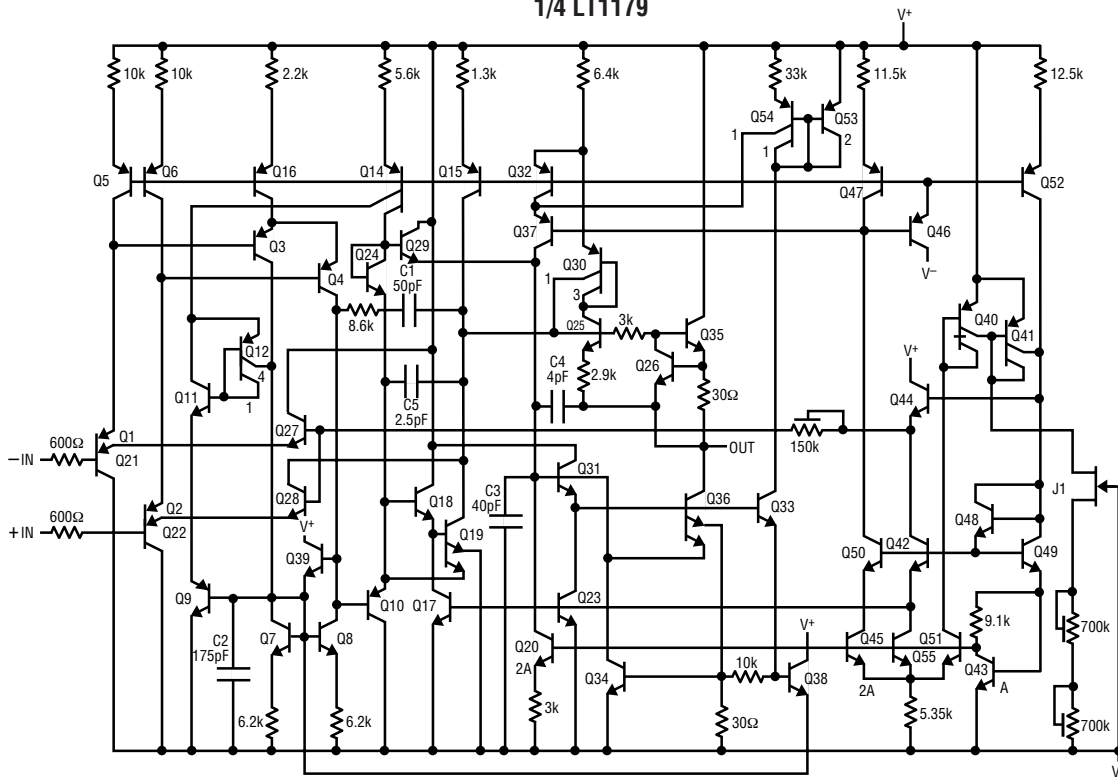 1/4 LT1179
V+
10k
10k
2.2k
5.6k
1.3k
6.4k
33k
11.5k
12.5k
Q54
Q53
1
1
2
Q5
Q6
Q16
Q14
Q15
Q32
Q47
Q52
Q3
Q4
Q24
Q29
Q37
Q46
V–
C1
50pF
8.6k
Q30
1
3
Q25
3k
Q35
Q40
Q41
Q12
4
1
Q11
C5
2.5pF
C4
4pF
2.9k
Q26
30Ω
V+
Q44
600Ω
–IN
Q1
Q21
Q27
150k
OUT
J1
600Ω
+IN
Q2
Q22
Q28
V+
Q39
Q18
Q19
C3
40pF
Q31
Q36
Q33
Q48
Q50
Q42
Q49
Q9
C2
175pF
Q7
Q8
Q10
Q17
Q23
Q20
2A
Q34
10k
V+
Q38
Q45
2A
Q55
Q51
Q43
A
9.1k
700k
6.2k
6.2k
3k
30Ω
5.35k
700k